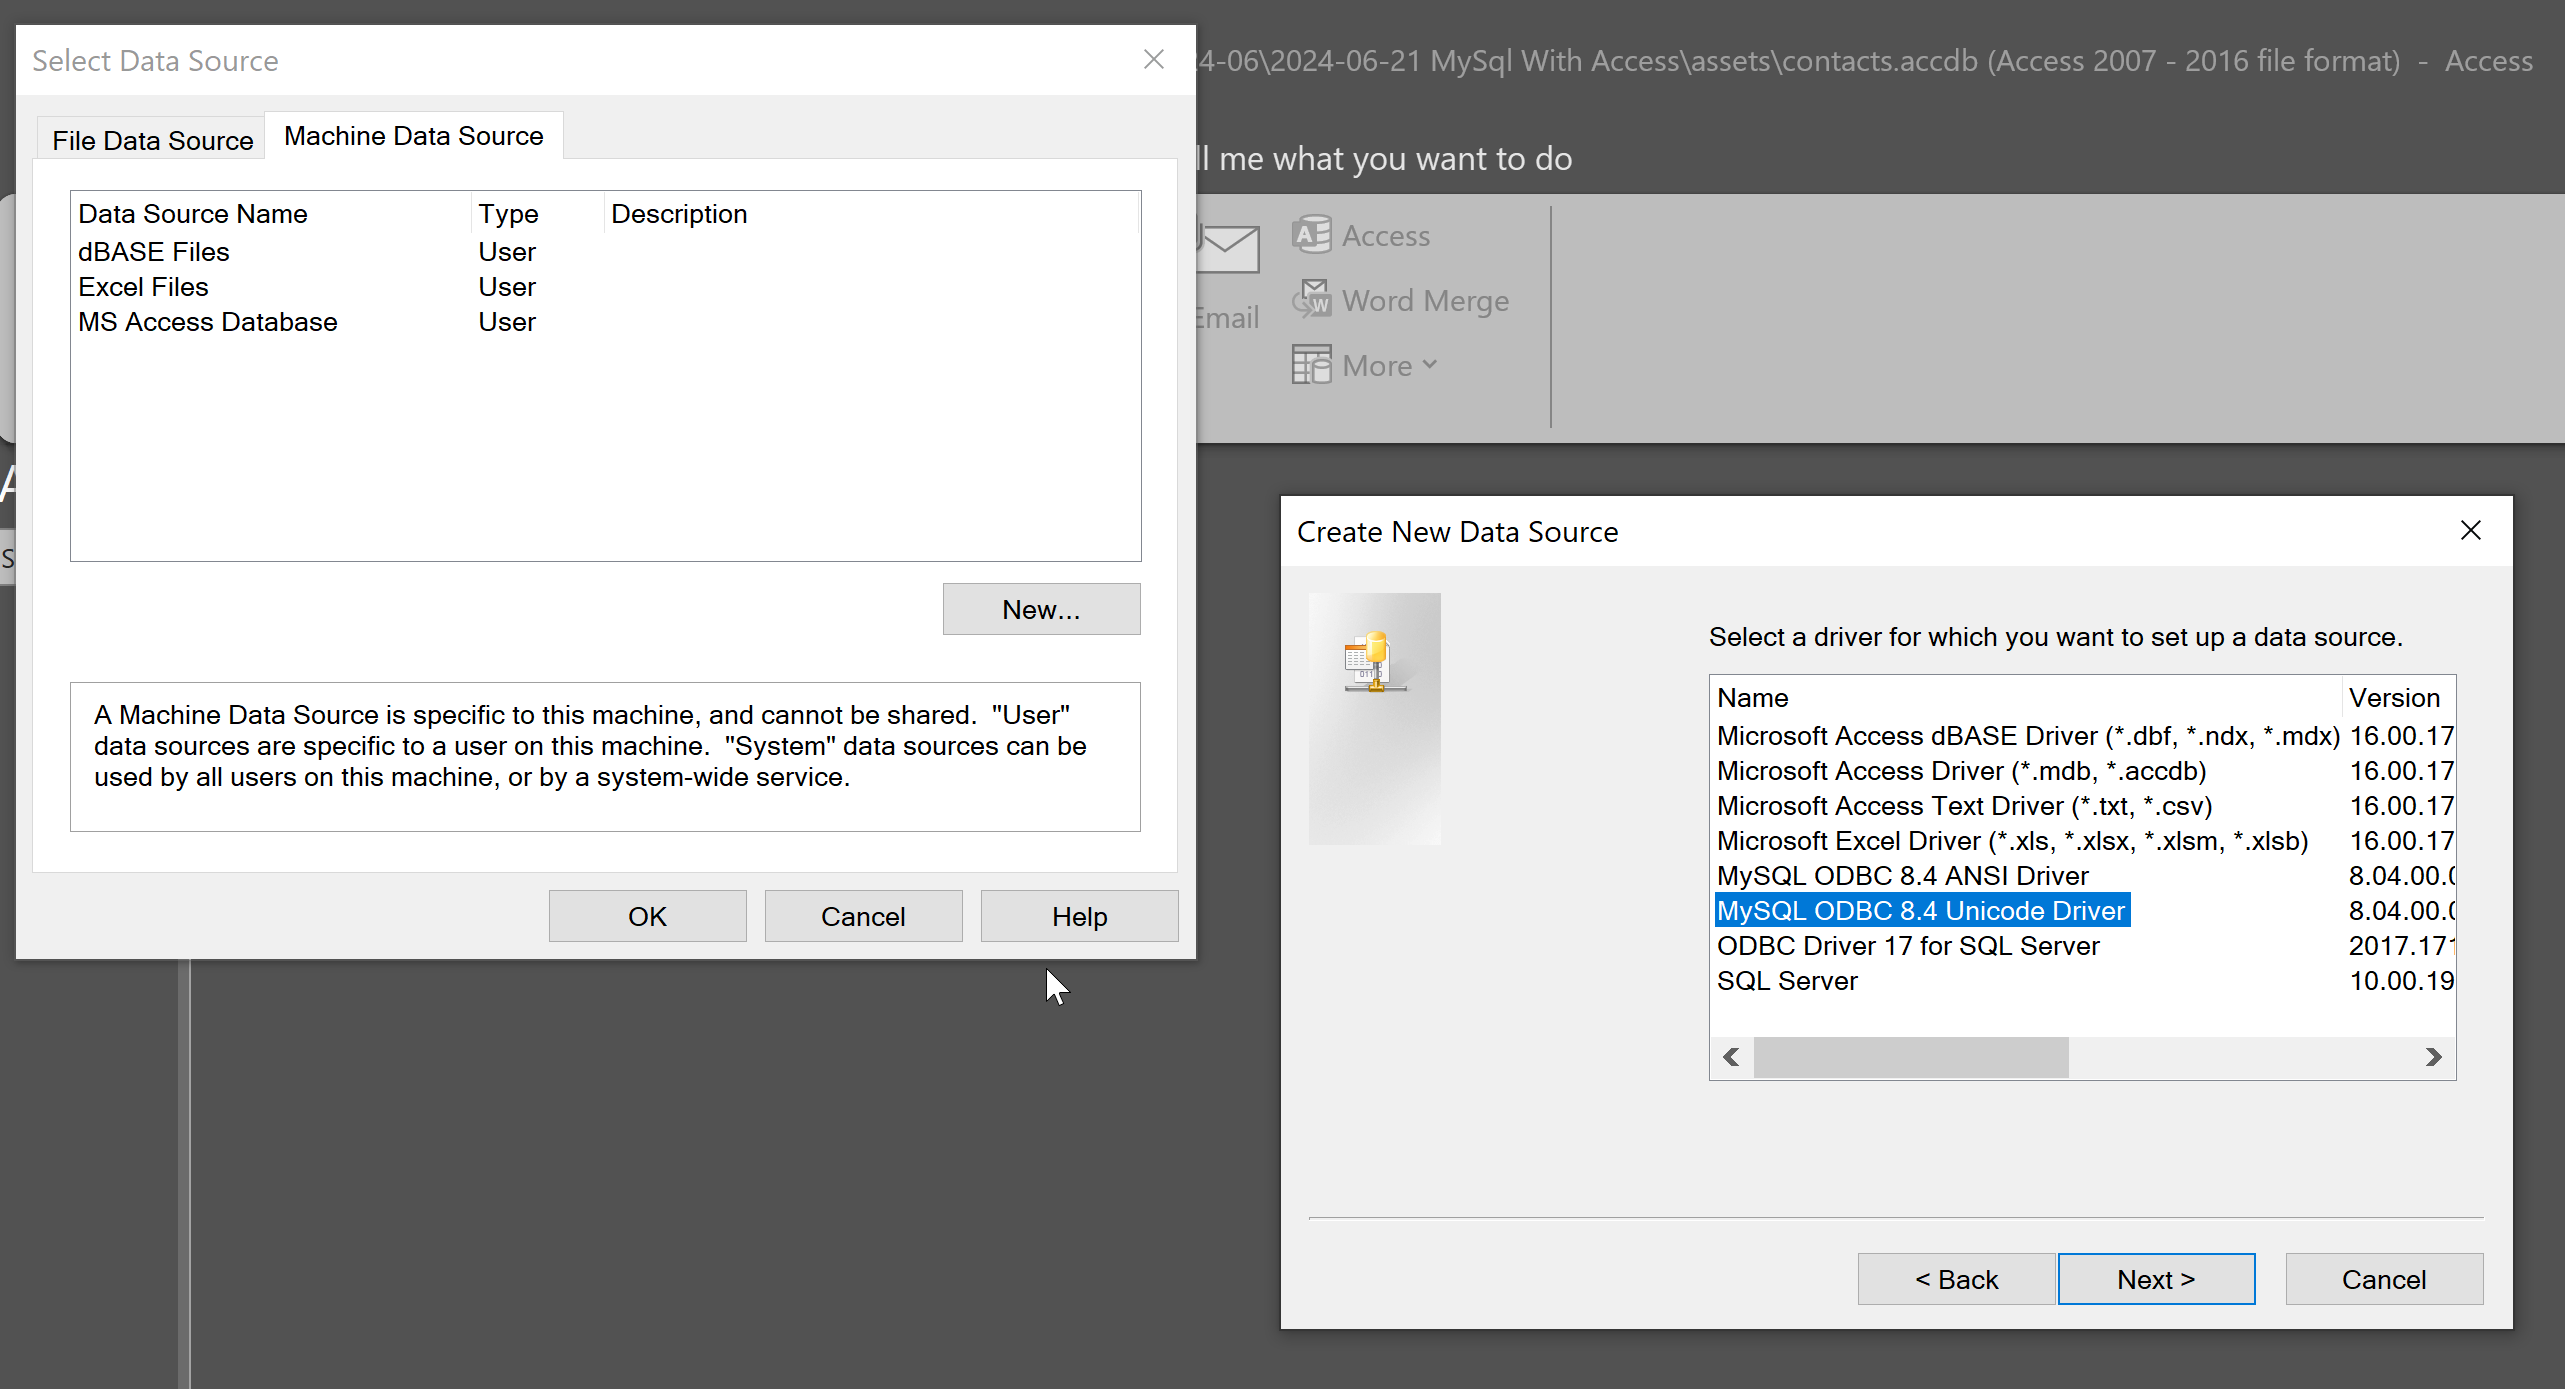 Select Data Source
4-06\2024-06-21 MySql With Access\assets\contacts.accdb (Access 2007 - 2016 file format) - Access
File Data Source
Machine Data Source
ll me what you want to do
Data Source Name Type Description
dBASE Files User
Excel Files User
MS Access Database User
New...
A Machine Data Source is specific to this machine, and cannot be shared. "User"
data sources are specific to a user on this machine. "System" data sources can be
used by all users on this machine, or by a system-wide service.
OK
Cancel
Help
Email
Access
Word Merge
More
Create New Data Source
Select a driver for which you want to set up a data source.
Name Version
Microsoft Access dBASE Driver (*.dbf, *.ndx, *.mdx) 16.00.17
Microsoft Access Driver (*.mdb, *.accdb) 16.00.17
Microsoft Access Text Driver (*.txt, *.csv) 16.00.17
Microsoft Excel Driver (*.xls, *.xlsx, *.xlsm, *.xlsb) 16.00.17
MySQL ODBC 8.4 ANSI Driver 8.04.00.0
MySQL ODBC 8.4 Unicode Driver 8.04.00.0
ODBC Driver 17 for SQL Server 2017.171
SQL Server 10.00.19
< Back
Next >
Cancel